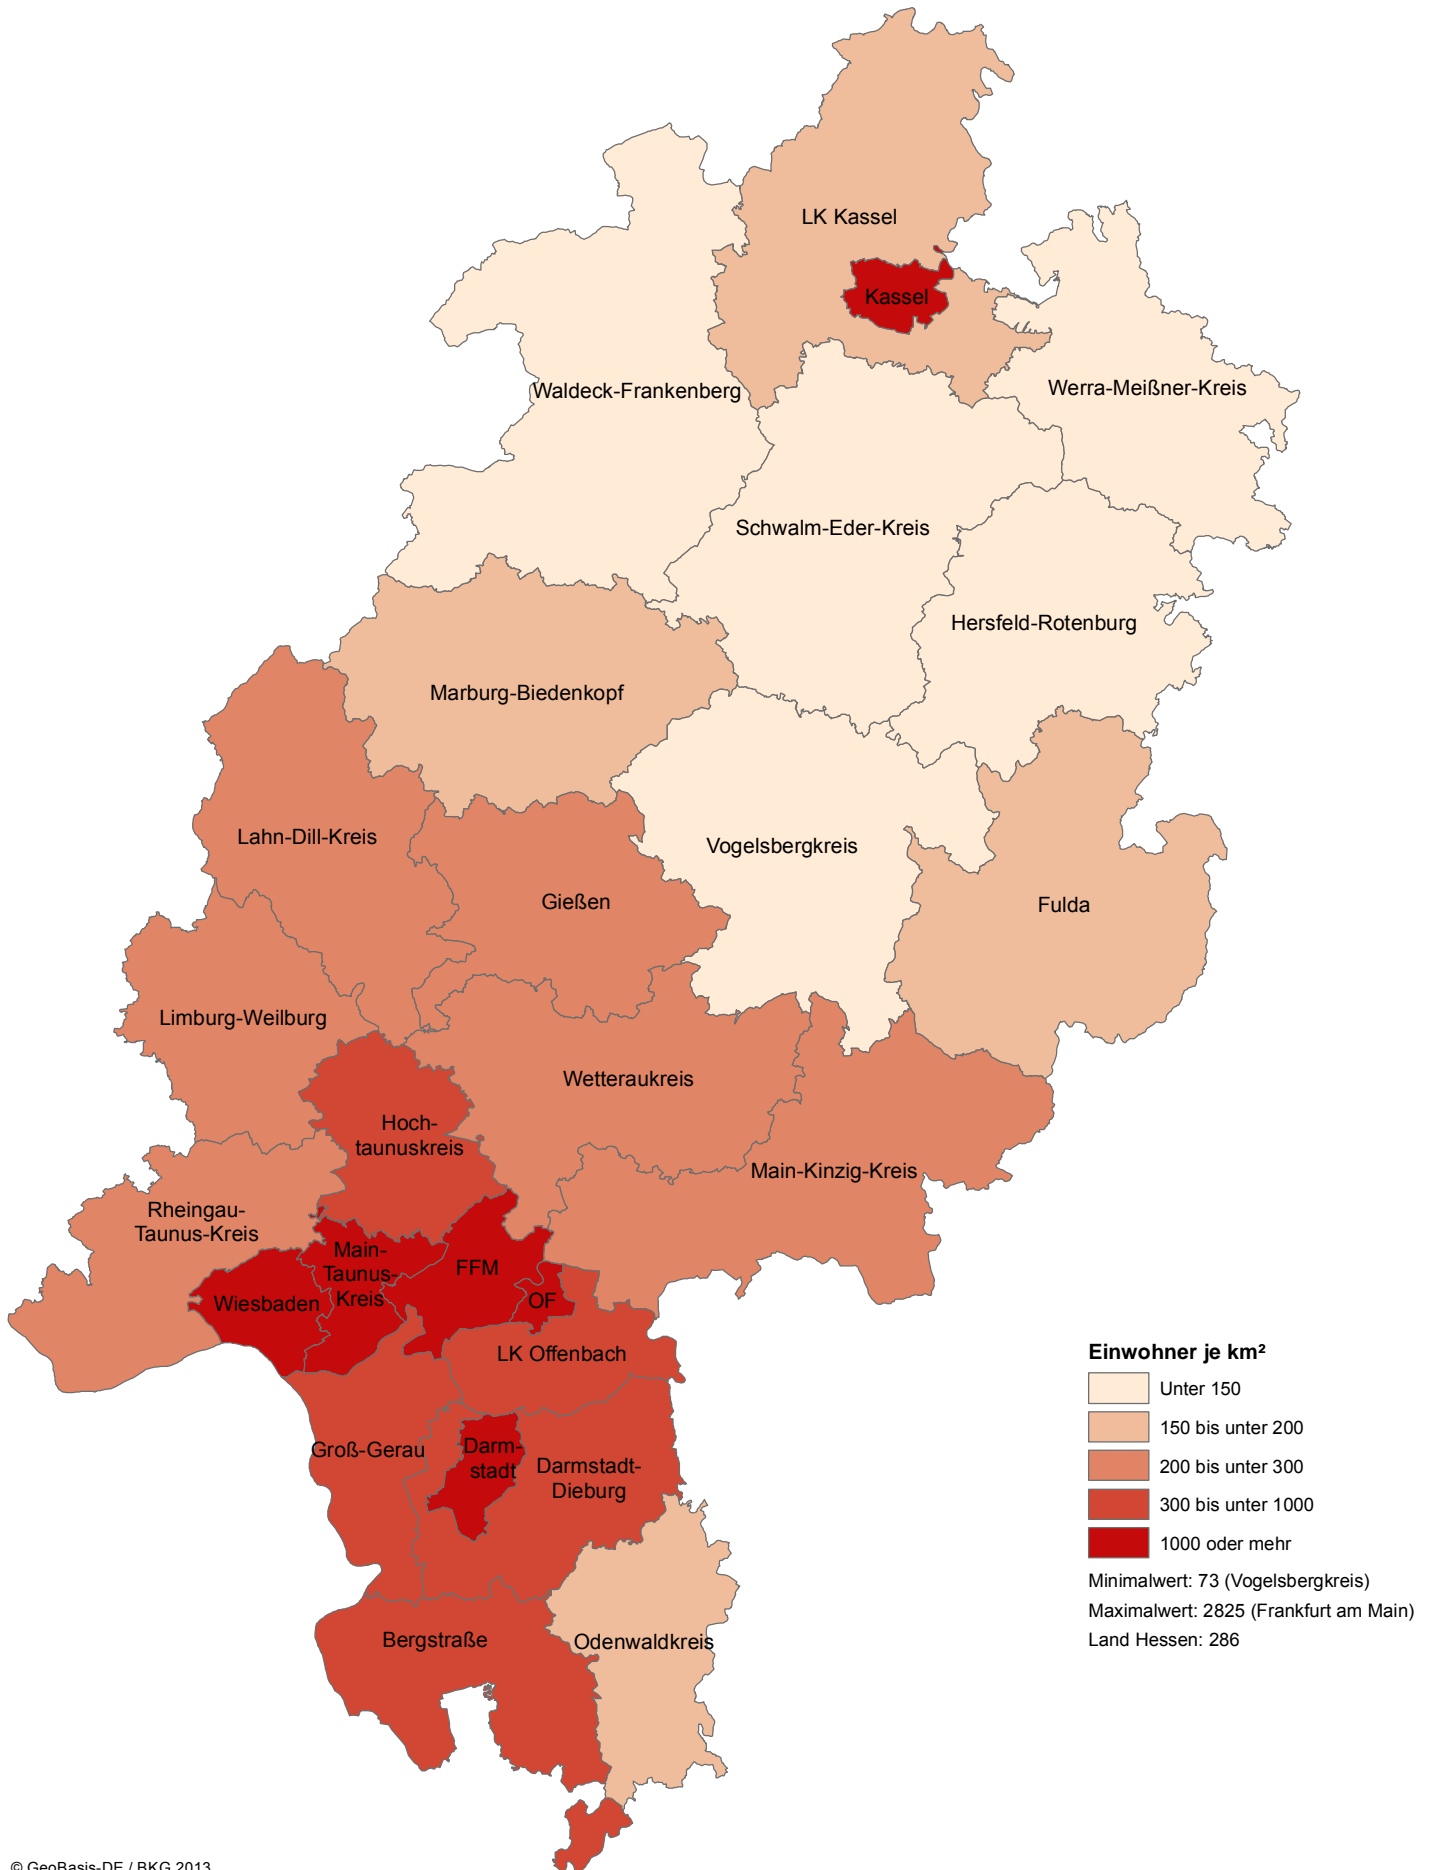 LK Kassel
Kassel
Waldeck-Frankenberg
Werra-Meißner-Kreis
Schwalm-Eder-Kreis
Hersfeld-Rotenburg
Marburg-Biedenkopf
Lahn-Dill-Kreis
Vogelsbergkreis
Gießen
Fulda
Limburg-Weilburg
Wetteraukreis
Hoch-
taunuskreis
Main-Kinzig-Kreis
Rheingau-
Taunus-Kreis
Main-
Taunus-
Kreis
FFM
Wiesbaden
OF
LK Offenbach
Groß-Gerau
Darm-
stadt
Darmstadt-
Dieburg
Bergstraße
Odenwaldkreis
Einwohner je km²
Unter 150
150 bis unter 200
200 bis unter 300
300 bis unter 1000
1000 oder mehr
Minimalwert: 73 (Vogelsbergkreis)
Maximalwert: 2825 (Frankfurt am Main)
Land Hessen: 286
© GeoBasis-DE / BKG 2013